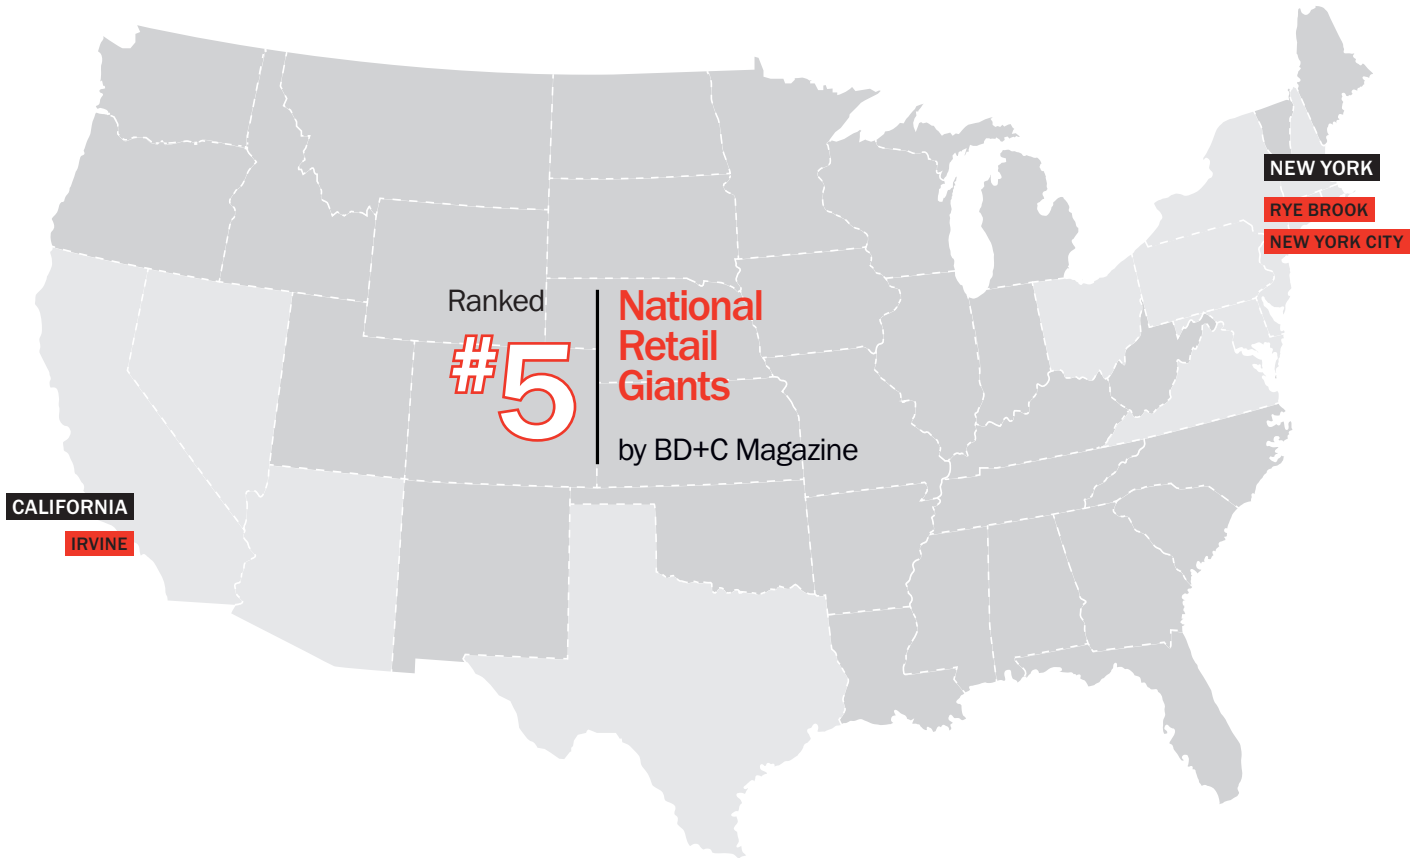 NEW YORK
RYE BROOK
NEW YORK CITY
Ranked
#5
National
Retail
Giants
by BD+C Magazine
CALIFORNIA
IRVINE